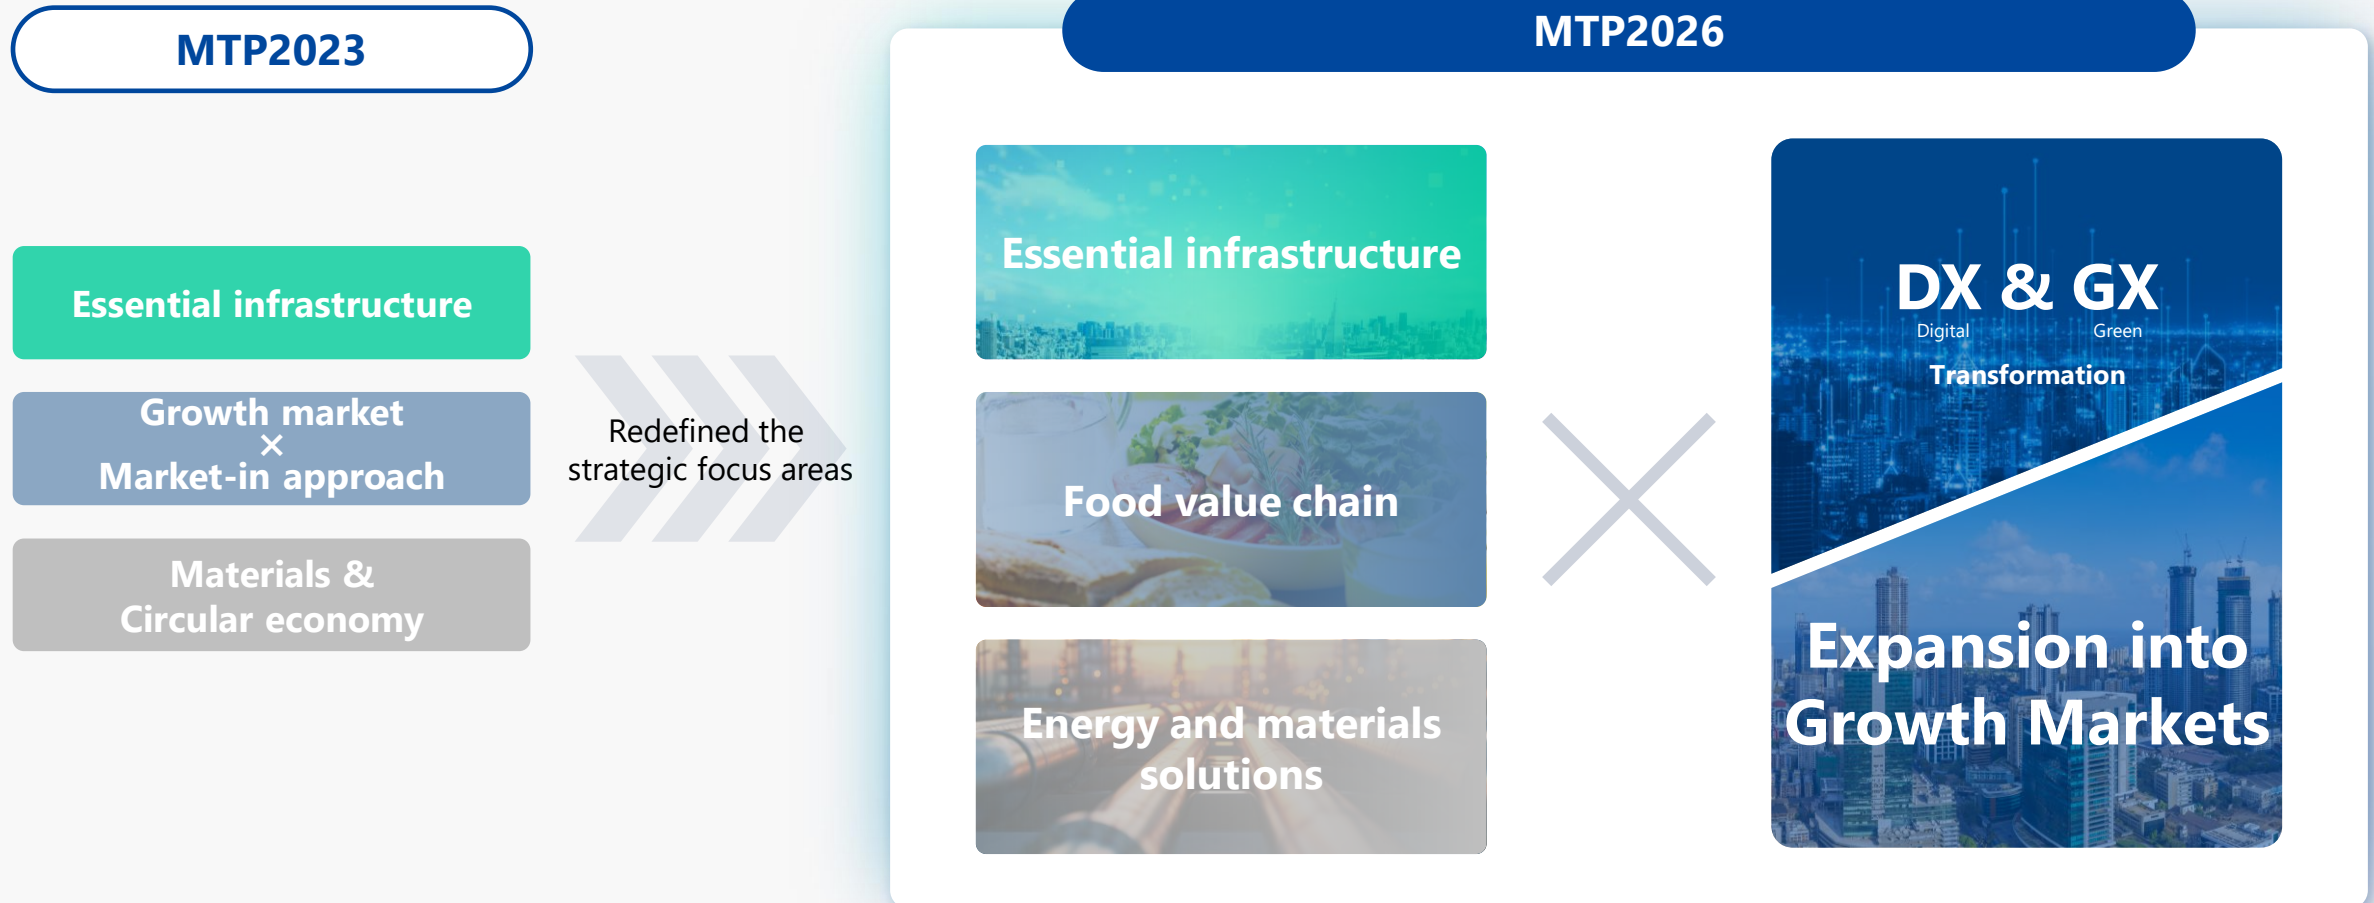 MTP2023
Essential infrastructure
Growth market
×
Market-in approach
Materials &
Circular economy
Redefined the
strategic focus areas
MTP2026
Essential infrastructure
Food value chain
Energy and materials
solutions
DX & GX
Digital Green
Transformation
Expansion into
Growth Markets